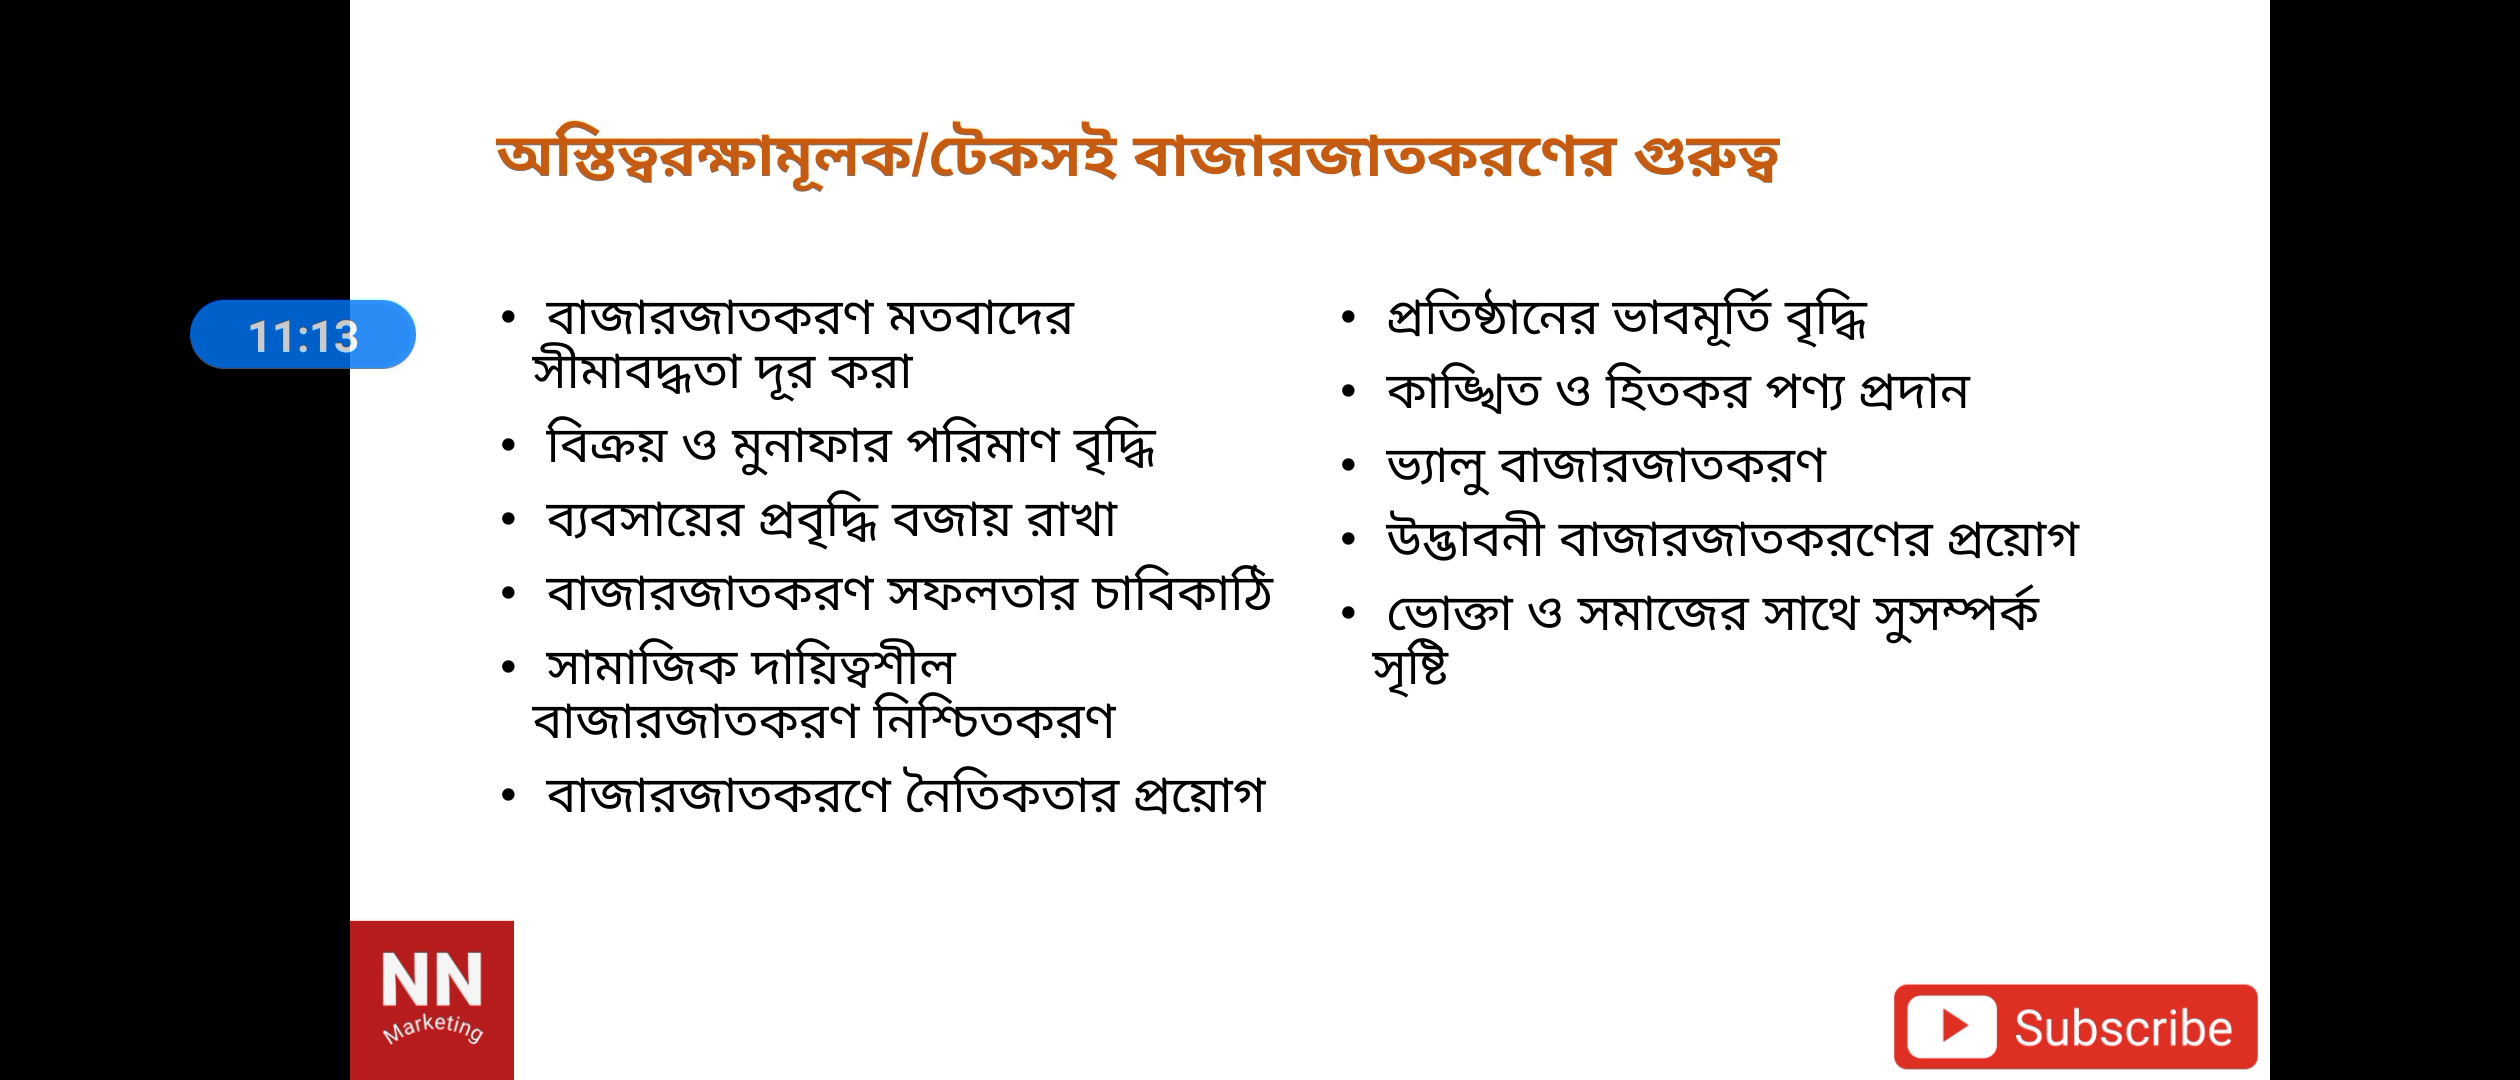 অস্তিত্বরক্ষামূলক/টেকসই বাজারজাতকরণের গুরুত্ব
11:13
• বাজারজাতকরণ মতবাদের
সীমাবদ্ধতা দূর করা
• বিক্রয় ও মুনাফার পরিমাণ বৃদ্ধি
• ব্যবসায়ের প্রবৃদ্ধি বজায় রাখা
• বাজারজাতকরণ সফলতার চাবিকাঠি
• সামাজিক দায়িত্বশীল
বাজারজাতকরণ নিশ্চিতকরণ
• বাজারজাতকরণে নৈতিকতার প্রয়োগ
• প্রতিষ্ঠানের ভাবমূর্তি বৃদ্ধি
• কাঙ্খিত ও হিতকর পণ্য প্রদান
• ভ্যালু বাজারজাতকরণ
• উদ্ভাবনী বাজারজাতকরণের প্রয়োগ
• ভোক্তা ও সমাজের সাথে সুসম্পর্ক
সৃষ্টি
NN
Marketing
Subscribe